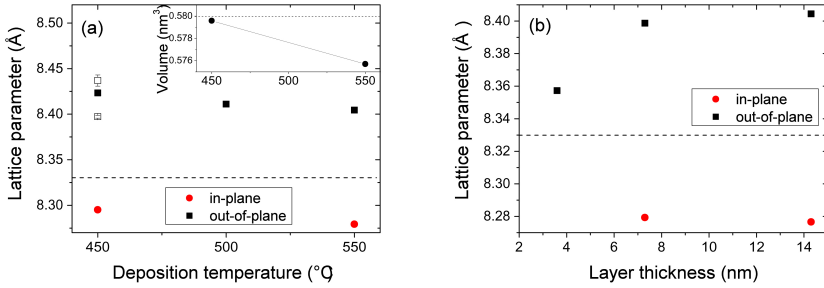 (a)
Lattice parameter (Å)
8.50
8.45
8.40
8.35
8.30
450
500
550
Deposition temperature (°C)
in-plane
out-of-plane
Volume (nm³)
0.580
0.578
0.576
450
500
550
(b)
Lattice parameter (Å)
8.40
8.38
8.36
8.34
8.32
8.30
8.28
2
4
6
8
10
12
14
Layer thickness (nm)
in-plane
out-of-plane